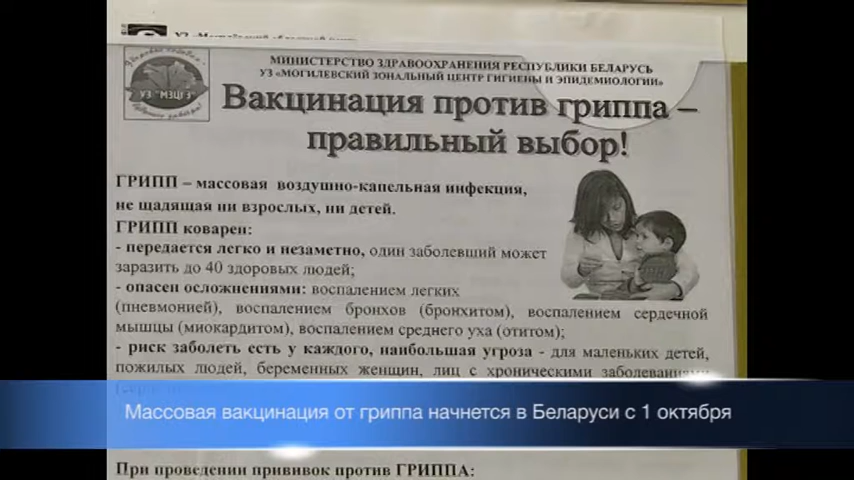 МИНИСТЕРСТВО ЗДРАВООХРАНЕНИЯ РЕСПУБЛИКИ БЕЛАРУСЬ
УЗ «МОГИЛЕВСКИЙ ЗОНАЛЬНЫЙ ЦЕНТР ГИГИЕНЫ И ЭПИДЕМИОЛОГИИ»
УЗ "МЗЦГЭ"
Вакцинация против гриппа –
правильный выбор!
ГРИПП – массовая воздушно-капельная инфекция,
не щадящая ни взрослых, ни детей.
ГРИПП коварен:
- передается легко и незаметно, один заболевший может
заразить до 40 здоровых людей;
- опасен осложнениями: воспалением легких
(пневмонией), воспалением бронхов (бронхитом), воспалением сердечной
мышцы (миокардитом), воспалением среднего уха (отитом);
- риск заболеть есть у каждого, наибольшая угроза - для маленьких детей,
пожилых людей, беременных женщин, лиц с хроническими заболеваниями
Массовая вакцинация от гриппа начнется в Беларуси с 1 октября
При проведении прививок против ГРИППА: